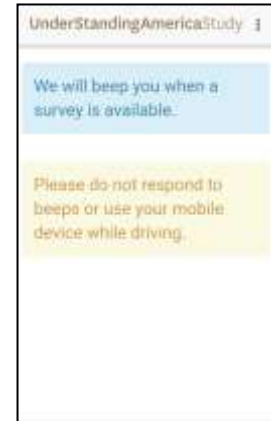 UnderStandingAmericaStudy
We will beep you when a
survey is available.
Please do not respond to
beeps or use your mobile
device while driving.